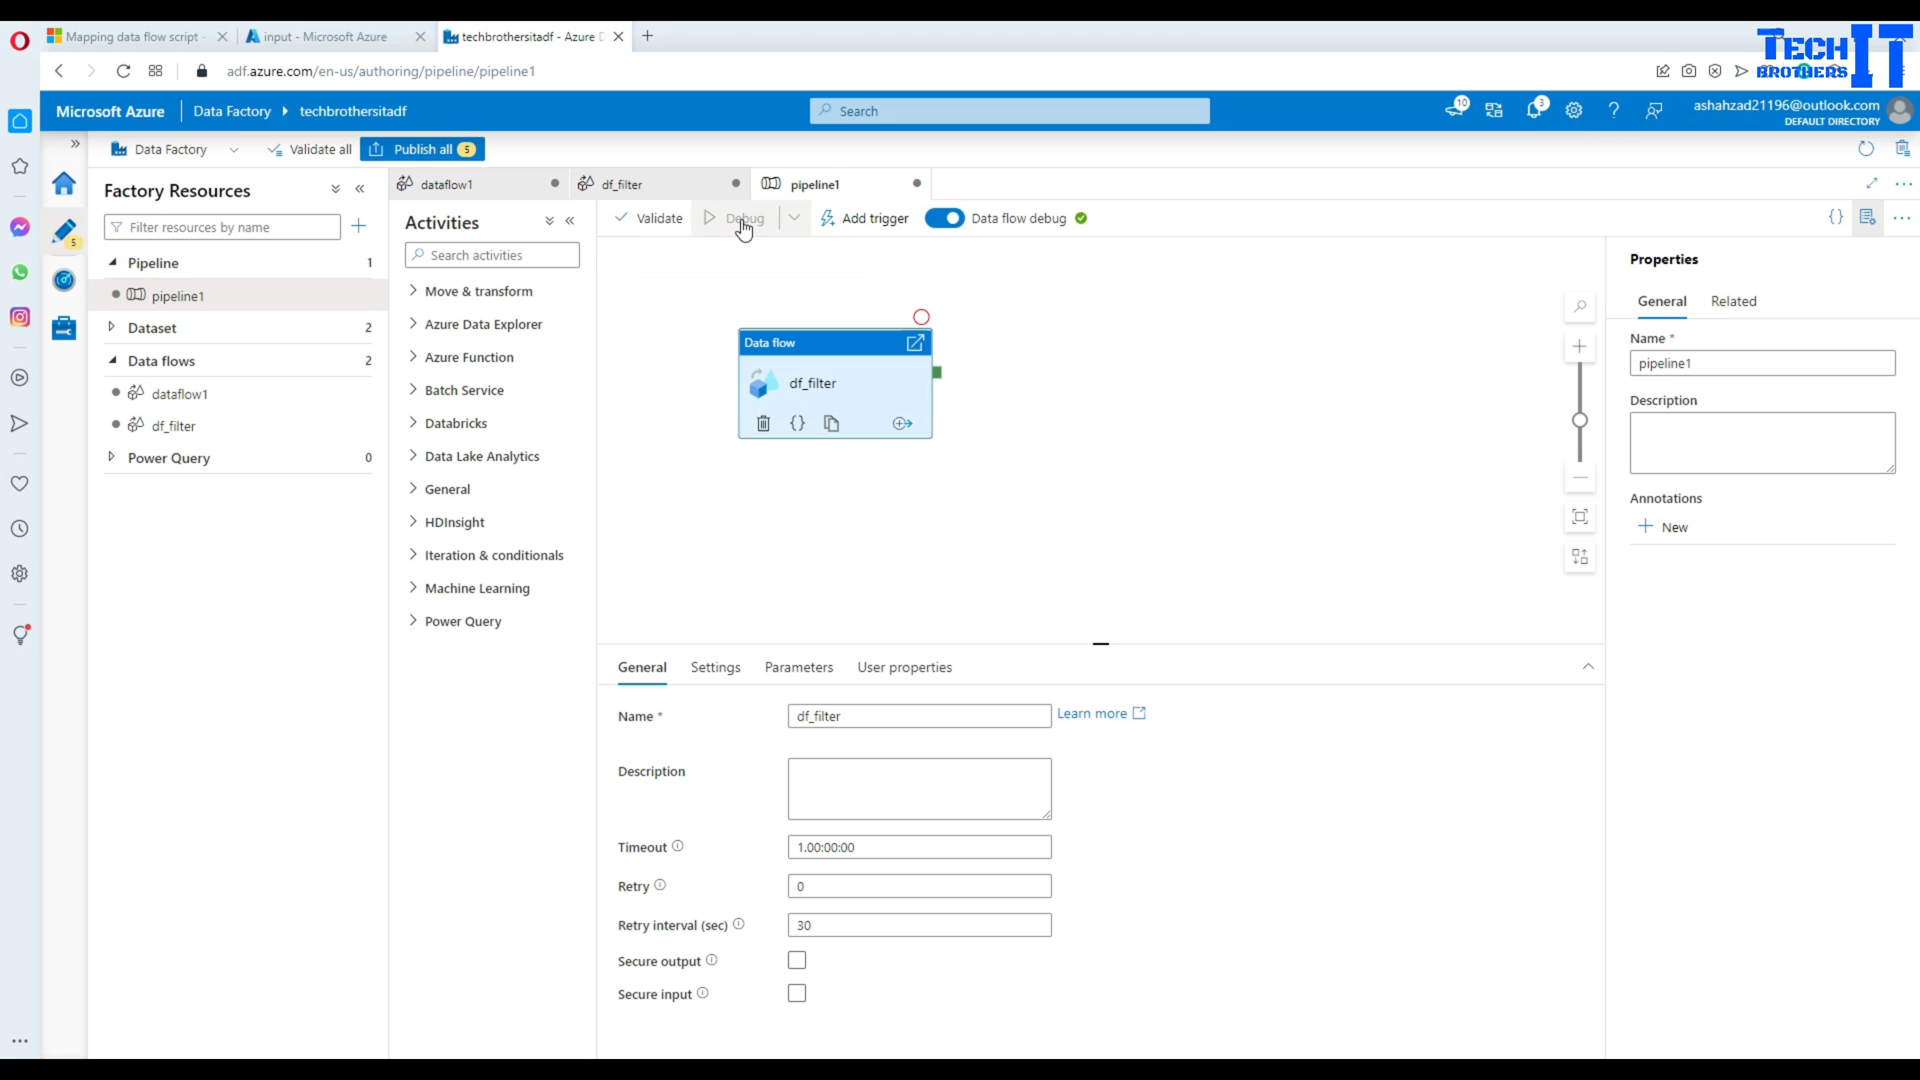 Mapping data flow script -
input - Microsoft Azure
techbrothersitadf - Azure D
TECH IT
BROTHERS
adf.azure.com/en-us/authoring/pipeline/pipeline1
Microsoft Azure
Data Factory
techbrothersitadf
Search
10
3
ashahzad21196@outlook.com
DEFAULT DIRECTORY
Data Factory
Validate all
Publish all
5
Factory Resources
Filter resources by name
Pipeline
1
pipeline1
Dataset
2
Data flows
2
dataflow1
df_filter
Power Query
0
5
dataflow1
df_filter
pipeline1
Activities
Search activities
Move & transform
Azure Data Explorer
Azure Function
Batch Service
Databricks
Data Lake Analytics
General
HDInsight
Iteration & conditionals
Machine Learning
Power Query
Validate
Debug
Add trigger
Data flow debug
Data flow
df_filter
General
Settings
Parameters
User properties
Name *
df_filter
Learn more
Description
Timeout
1.00:00:00
Retry
0
Retry interval (sec)
30
Secure output
Secure input
Properties
General
Related
Name *
pipeline1
Description
Annotations
New